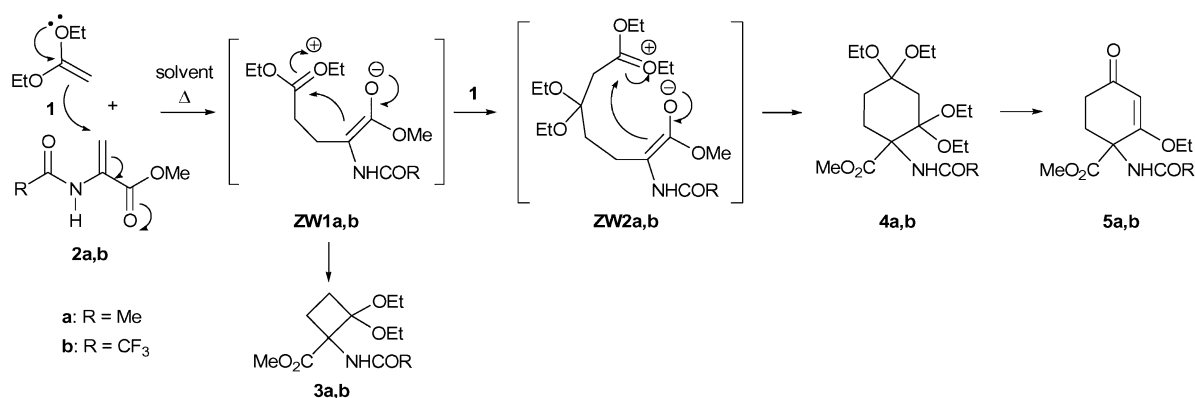 OEt
EtO
1
+
solvent
Δ
R
O
N
H
OMe
O
2a,b
a: R = Me
b: R = CF3
EtO
OEt
⊕
⊖
O
OMe
NHCOR
ZW1a,b
1
OEt
⊕
OEt
EtO
EtO
⊖
O
OMe
NHCOR
ZW2a,b
EtO OEt
OEt
OEt
MeO2C NHCOR
4a,b
O
OEt
MeO2C NHCOR
5a,b
OEt
OEt
MeO2C NHCOR
3a,b